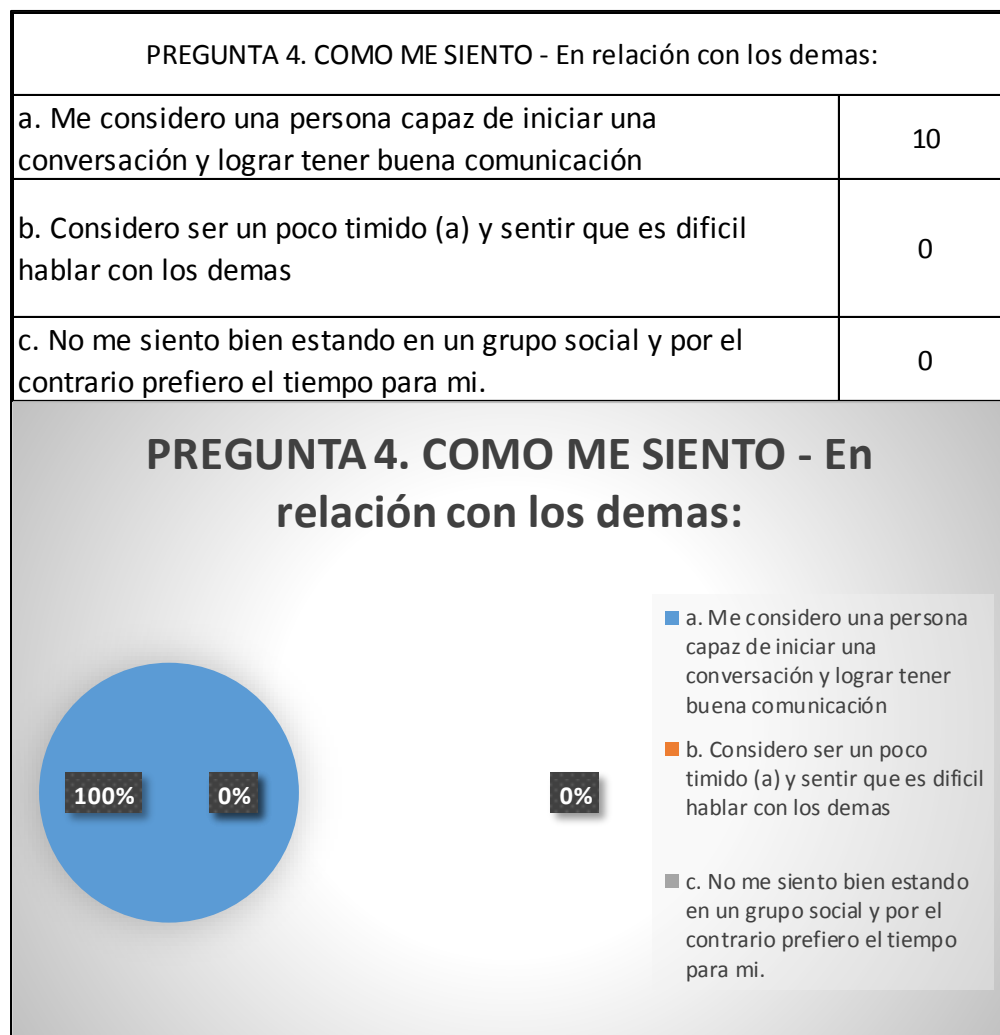 PREGUNTA 4. COMO ME SIENTO - En relación con los demas:
a. Me considero una persona capaz de iniciar una
conversación y lograr tener buena comunicación
10
b. Considero ser un poco timido (a) y sentir que es dificil
hablar con los demas
0
c. No me siento bien estando en un grupo social y por el
contrario prefiero el tiempo para mi.
0
PREGUNTA 4. COMO ME SIENTO - En
relación con los demas:
100%
0%
0%
a. Me considero una persona
capaz de iniciar una
conversación y lograr tener
buena comunicación
b. Considero ser un poco
timido (a) y sentir que es dificil
hablar con los demas
c. No me siento bien estando
en un grupo social y por el
contrario prefiero el tiempo
para mi.